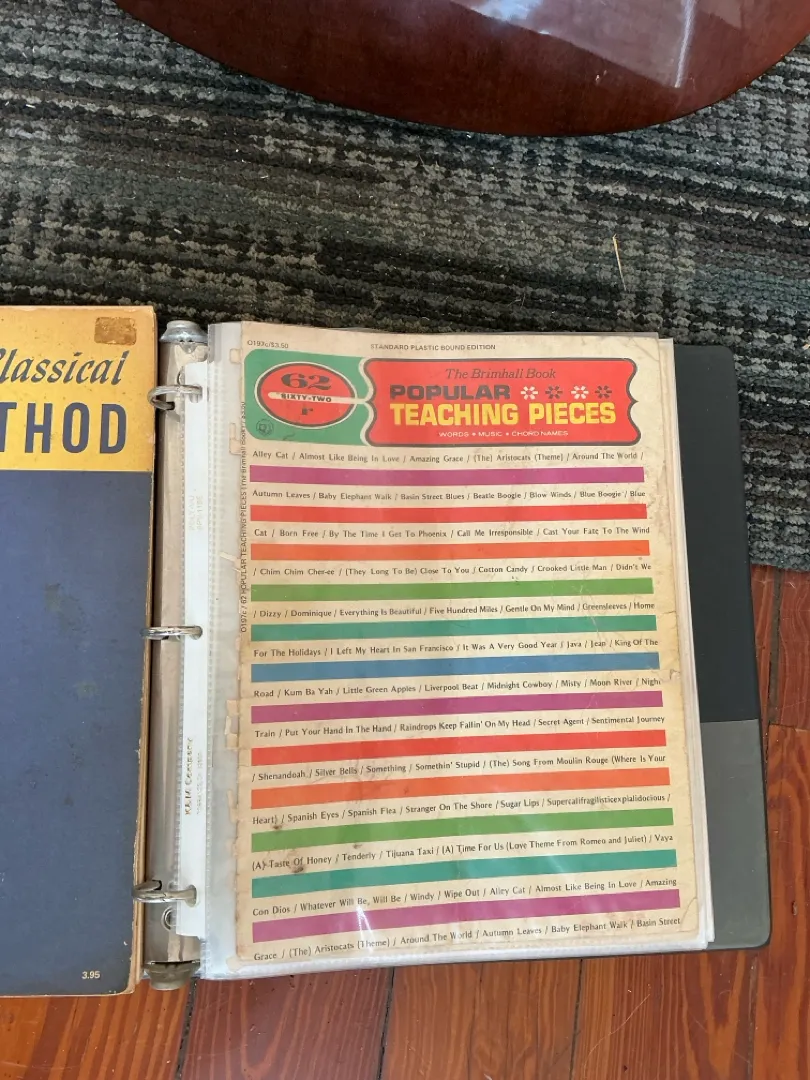 lassical
THOD
3.95
O197c/$3.50
STANDARD PLASTIC BOUND EDITION
62
SIXTY-TWO
The Brimhall Book
POPULAR
TEACHING PIECES
WORDS • MUSIC • CHORD NAMES
Alley Cat / Almost Like Being In Love / Amazing Grace / (The) Aristocats (Theme) / Around The World /
Autumn Leaves / Baby Elephant Walk / Basin Street Blues / Beatle Boogie / Blow Winds / Blue Boogie / Blue
Cat / Born Free / By The Time I Get To Phoenix / Call Me Irresponsible / Cast Your Fate To The Wind
/ Chim Chim Cher-ee / (They Long To Be) Close To You / Cotton Candy / Crooked Little Man / Didn't We
/ Dizzy / Dominique / Everything Is Beautiful / Five Hundred Miles / Gentle On My Mind / Greensleeves / Home
For The Holidays / I Left My Heart In San Francisco / It Was A Very Good Year / Java / Jean / King Of The
Road / Kum Ba Yah / Little Green Apples / Liverpool Beat / Midnight Cowboy / Misty / Moon River / Night
Train / Put Your Hand In The Hand / Raindrops Keep Fallin' On My Head / Secret Agent / Sentimental Journey
/ Shenandoah / Silver Bells / Something / Somethin' Stupid / (The) Song From Moulin Rouge (Where Is Your
Heart) / Spanish Eyes / Spanish Flea / Stranger On The Shore / Sugar Lips / Supercalifragilisticexpialidocious /
(A) Taste Of Honey / Tenderly / Tijuana Taxi / (A) Time For Us (Love Theme From Romeo and Juliet) / Vaya
Con Dios / Whatever Will Be, Will Be / Windy / Wipe Out / Alley Cat / Almost Like Being In Love / Amazing
Grace / (The) Aristocats (Theme) / Around The World / Autumn Leaves / Baby Elephant Walk / Basin Street
O197c / 62 POPULAR TEACHING PIECES (The Brimhall Book)